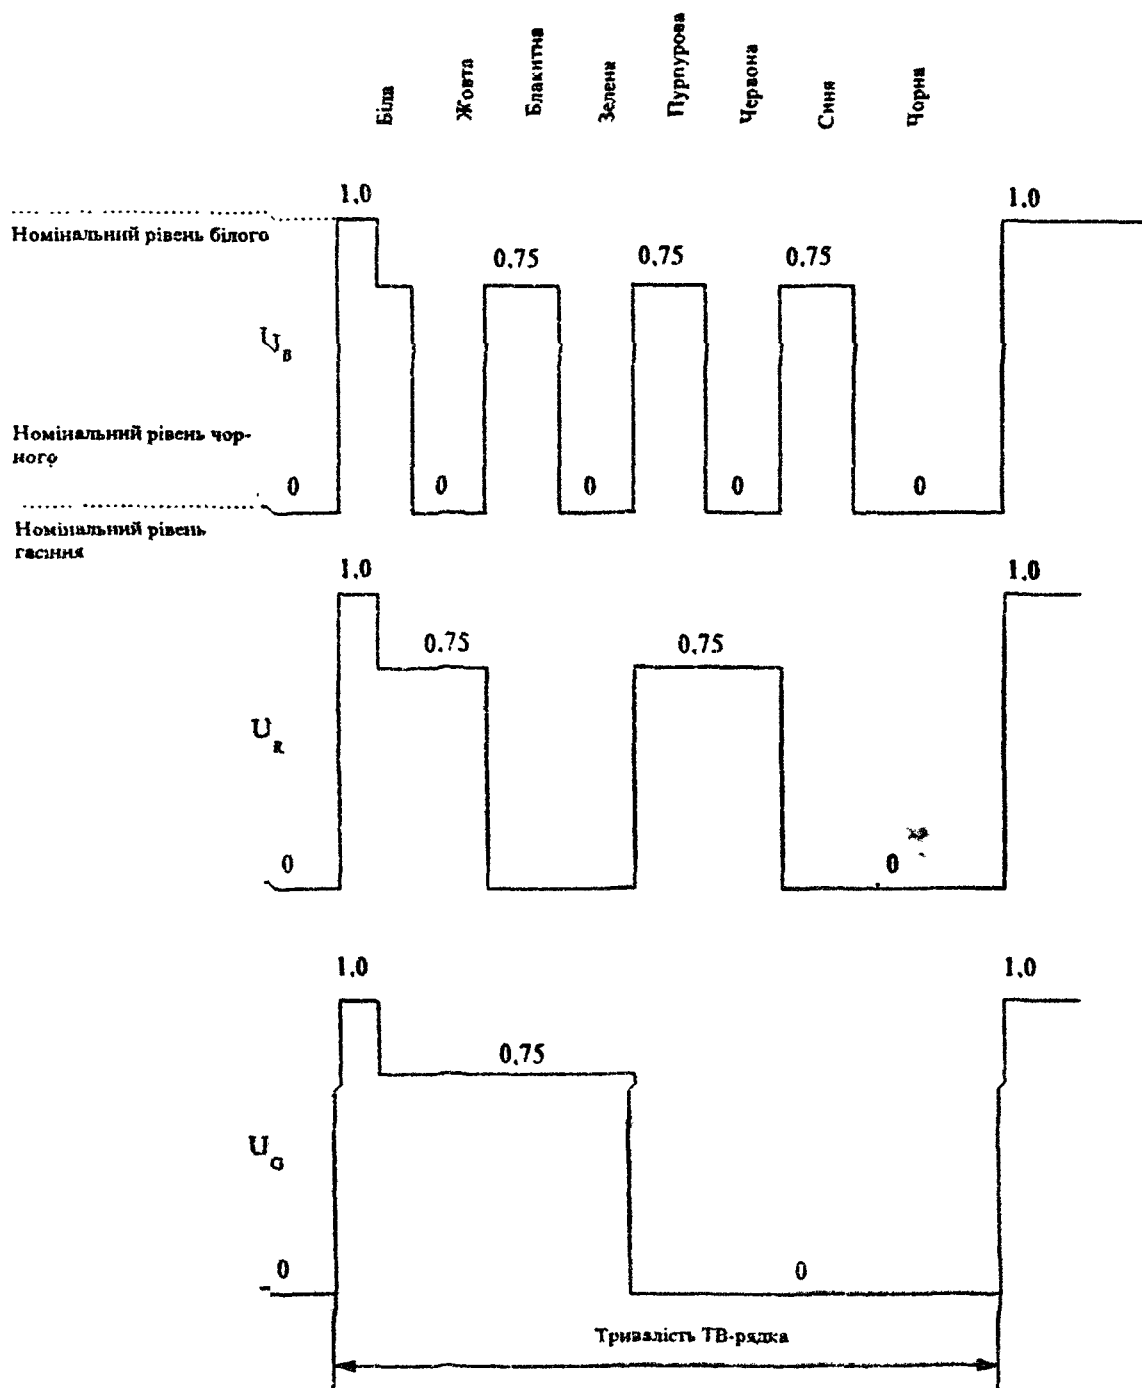 Біла
Жовта
Блакитна
Зелена
Пурпурова
Червона
Синя
Чорна
1.0
1.0
Номінальний рівень білого
0.75
0.75
0.75
U_B
Номінальний рівень чор-
ного
0
0
0
0
0
Номінальний рівень
гасіння
1.0
1.0
0.75
0.75
U_R
0
0
1.0
1.0
0.75
U_G
0
0
Тривалість ТВ-рядка